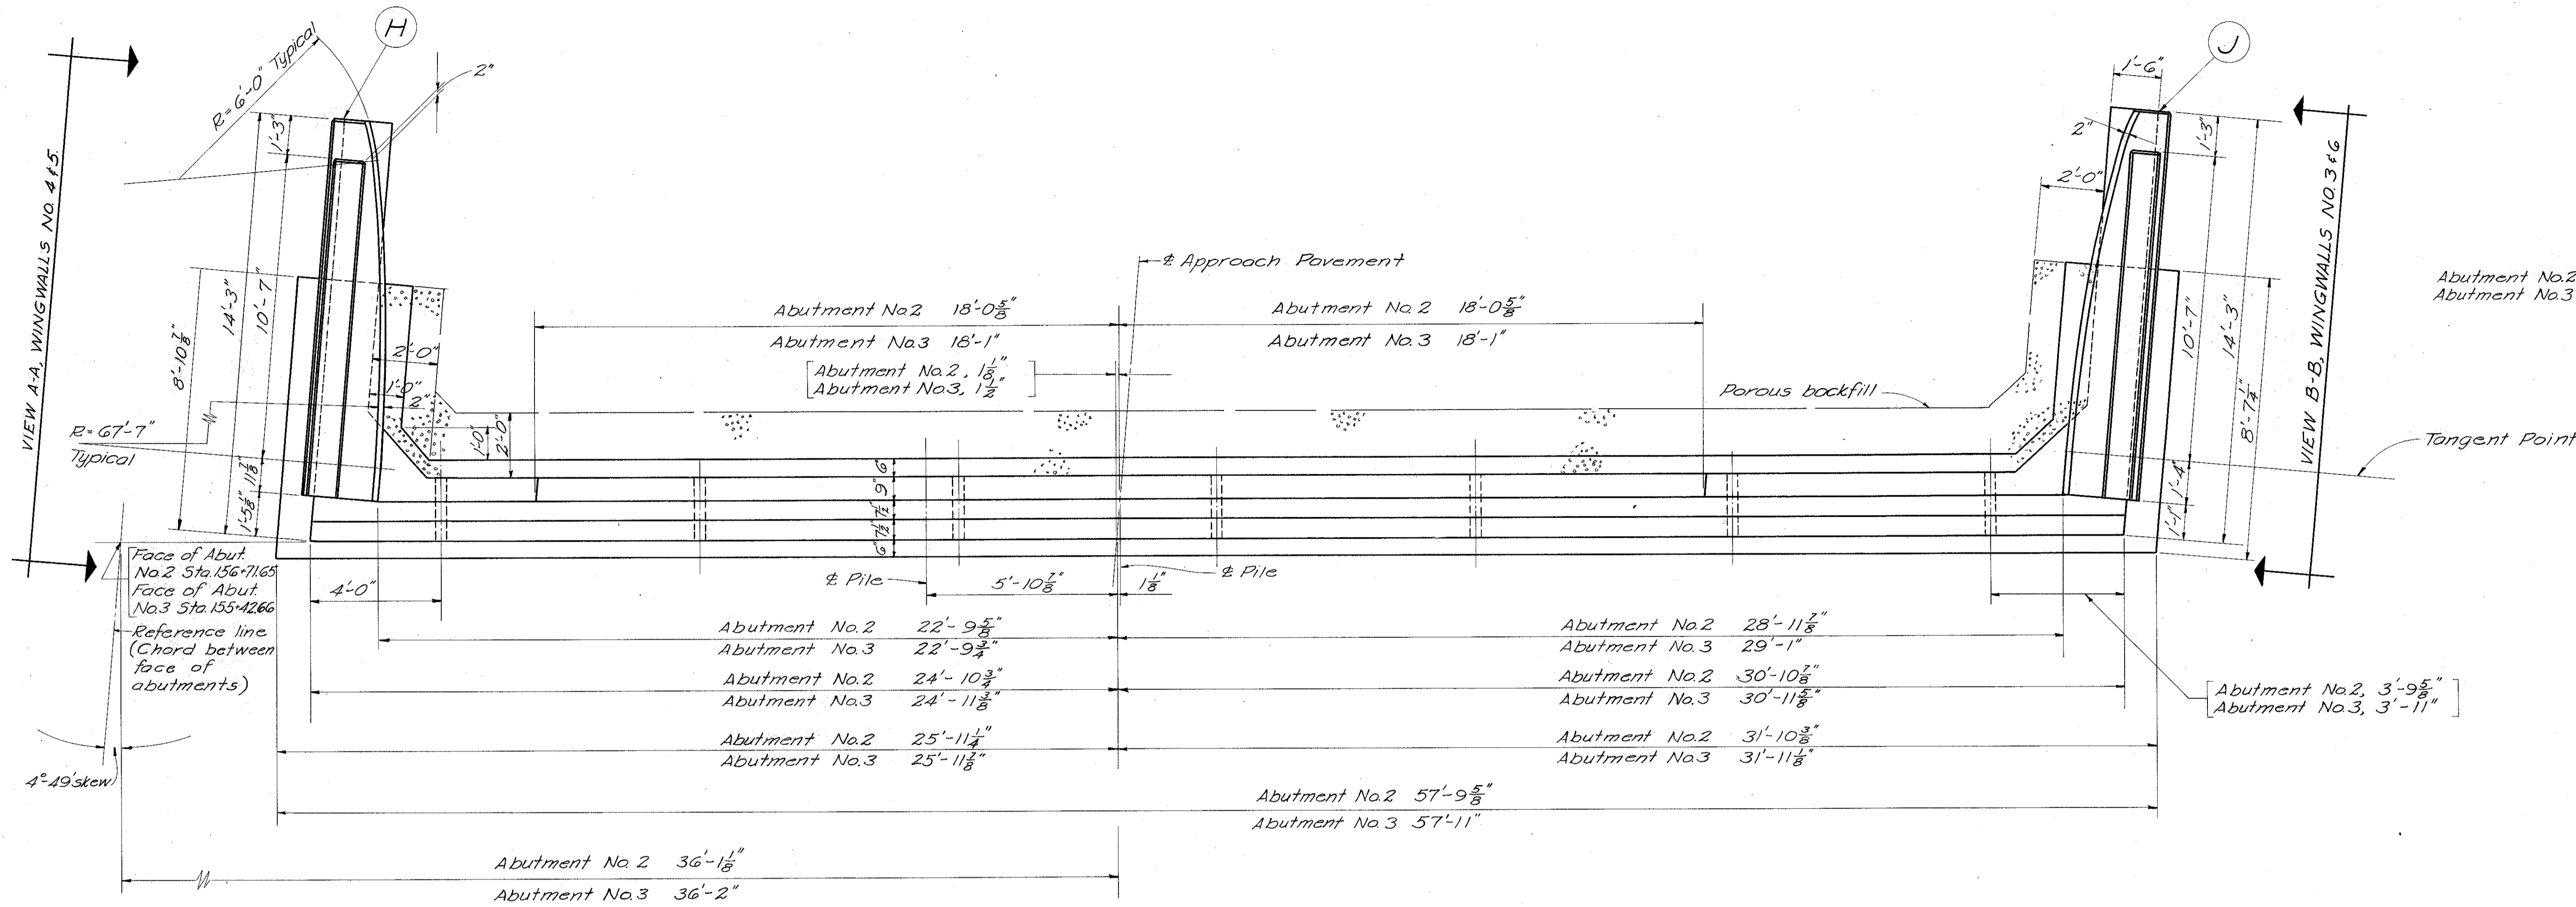 H
J
R=6'-0" Typical
2"
1'-6"
2"
1'-3"
1'-3"
2'-0"
VIEW A-A, WINGWALLS NO. 4 & 5.
VIEW B-B, WINGWALLS NO. 3 & 6
8'-10 7/8"
14'-3"
10'-7"
℄ Approach Pavement
Abutment No.2 18'-0 5/8"
Abutment No.3 18'-1"
Abutment No.2 18'-0 5/8"
Abutment No.3 18'-1"
[Abutment No.2, 1 1/8"
Abutment No.3, 1 1/2"]
Abutment No.2
Abutment No.3
10'-7"
14'-3"
8'-7 1/4"
2'-0"
1'-0"
2"
1'-0"
2'-0"
Porous backfill
Tangent Point
R=67'-7"
Typical
11 7/8"
1'-5 1/8"
6"
9"
7 1/2"
7 1/2"
6"
1'-4"
1'-1"
[Face of Abut.
No.2 Sta.156+71.65
Face of Abut.
No.3 Sta.155+42.66
Reference line
(Chord between
face of
abutments)
4'-0"
℄ Pile
5'-10 7/8"
1 1/8"
℄ Pile
Abutment No.2 22'-9 5/8"
Abutment No.3 22'-9 3/4"
Abutment No.2 28'-11 7/8"
Abutment No.3 29'-1"
Abutment No.2 24'-10 3/4"
Abutment No.3 24'-11 3/8"
Abutment No.2 30'-10 7/8"
Abutment No.3 30'-11 5/8"
[Abutment No.2, 3'-9 5/8"
Abutment No.3, 3'-11"]
Abutment No.2 25'-11 1/4"
Abutment No.3 25'-11 7/8"
Abutment No.2 31'-10 3/8"
Abutment No.3 31'-11 1/8"
4°-49' skew
Abutment No.2 57'-9 5/8"
Abutment No.3 57'-11"
Abutment No.2 36'-1 1/8"
Abutment No.3 36'-2"